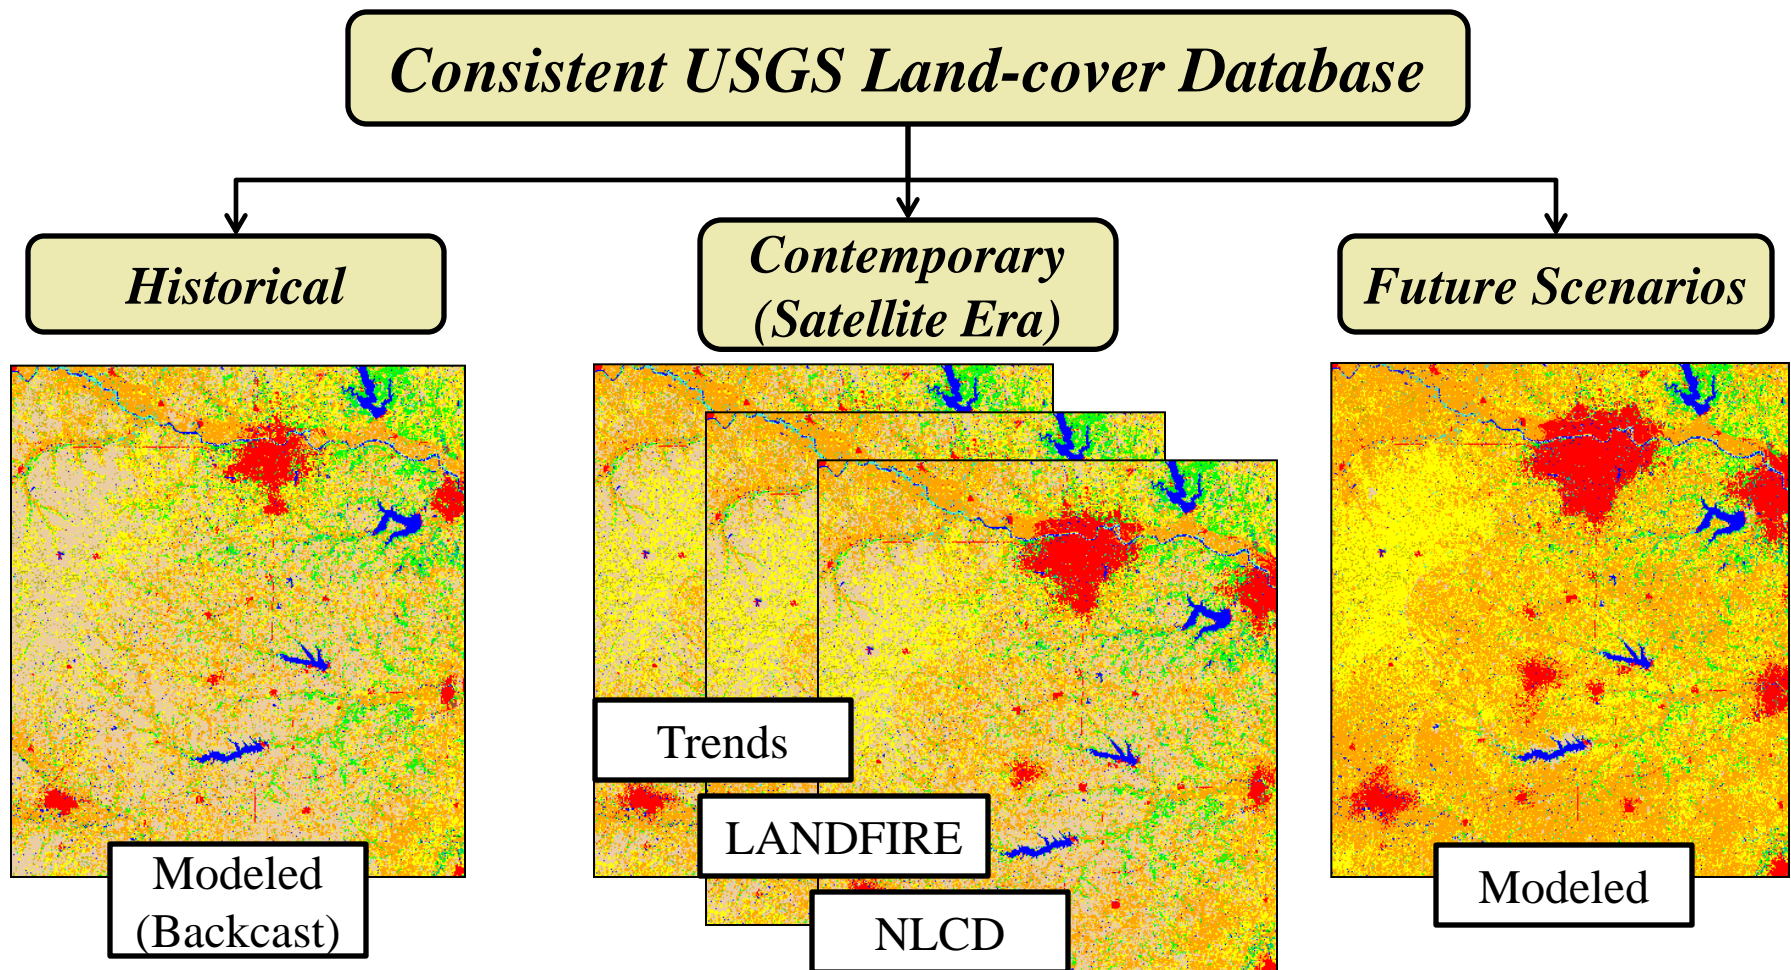 Consistent USGS Land-cover Database
Historical
Contemporary
(Satellite Era)
Future Scenarios
Trends
LANDFIRE
NLCD
Modeled
(Backcast)
Modeled